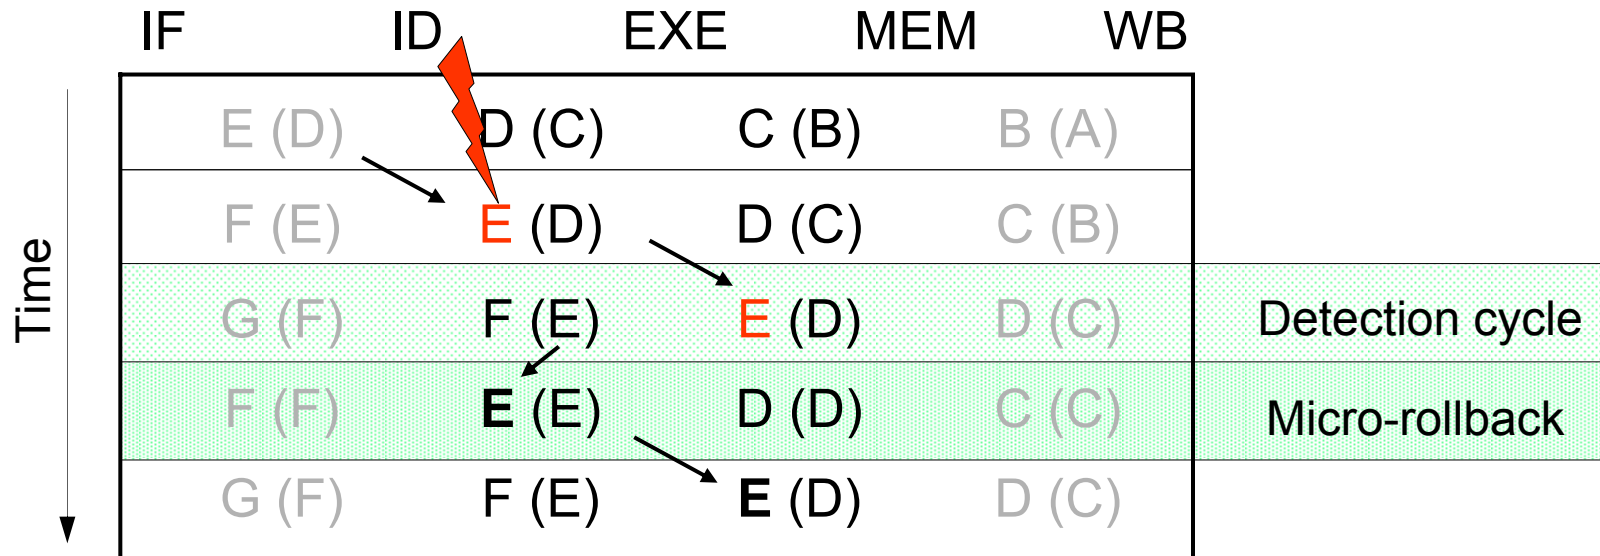 IF ID EXE MEM WB
E (D) D (C) C (B) B (A)
F (E) E (D) D (C) C (B)
G (F) F (E) E (D) D (C) Detection cycle
F (F) E (E) D (D) C (C) Micro-rollback
G (F) F (E) E (D) D (C)
Time